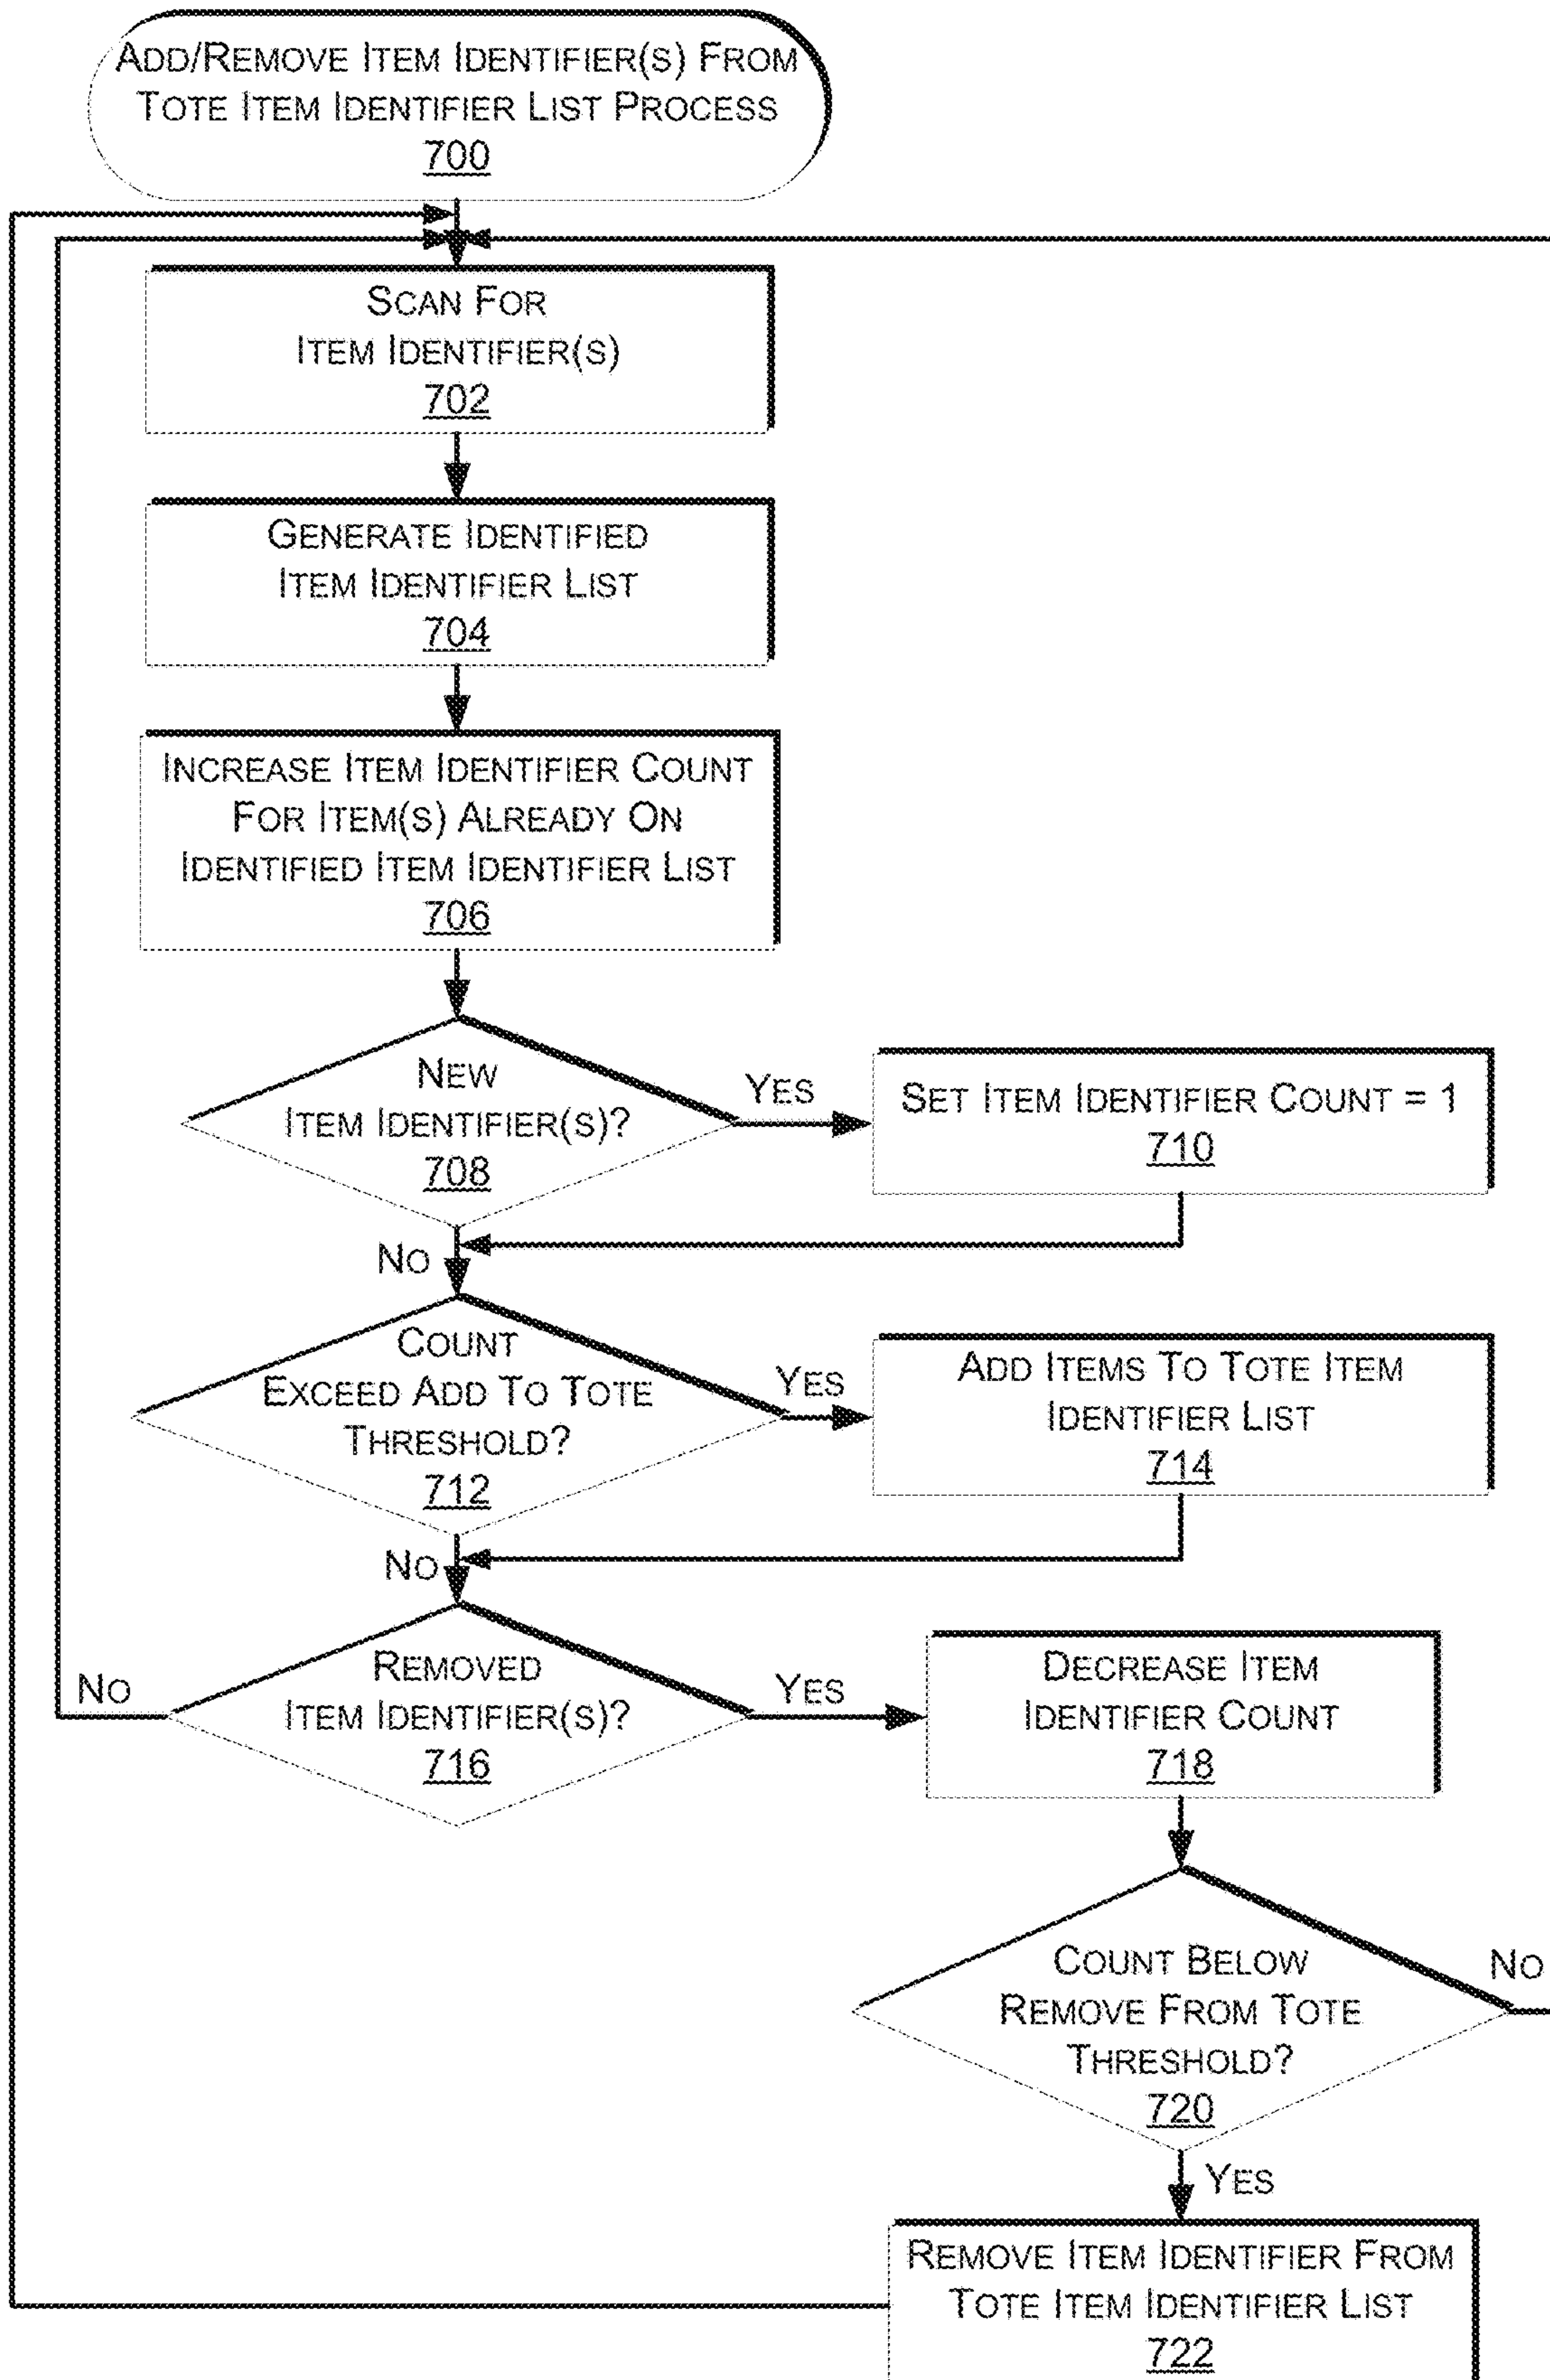 ADD/REMOVE ITEM IDENTIFIER(S) FROM
TOTE ITEM IDENTIFIER LIST PROCESS
700
SCAN FOR
ITEM IDENTIFIER(S)
702
GENERATE IDENTIFIED
ITEM IDENTIFIER LIST
704
INCREASE ITEM IDENTIFIER COUNT
FOR ITEM(S) ALREADY ON
IDENTIFIED ITEM IDENTIFIER LIST
706
NEW
ITEM IDENTIFIER(S)?
708
YES
SET ITEM IDENTIFIER COUNT = 1
710
NO
COUNT
EXCEED ADD TO TOTE
THRESHOLD?
712
YES
ADD ITEMS TO TOTE ITEM
IDENTIFIER LIST
714
NO
REMOVED
ITEM IDENTIFIER(S)?
716
NO
YES
DECREASE ITEM
IDENTIFIER COUNT
718
COUNT BELOW
REMOVE FROM TOTE
THRESHOLD?
720
NO
YES
REMOVE ITEM IDENTIFIER FROM
TOTE ITEM IDENTIFIER LIST
722